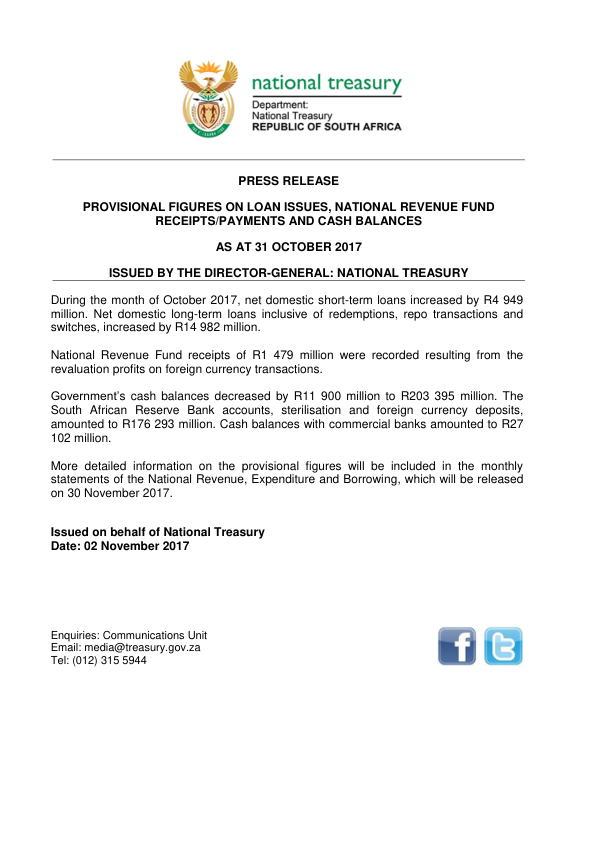 national treasury
Department:
National Treasury
REPUBLIC OF SOUTH AFRICA
PRESS RELEASE
PROVISIONAL FIGURES ON LOAN ISSUES, NATIONAL REVENUE FUND
RECEIPTS/PAYMENTS AND CASH BALANCES
AS AT 31 OCTOBER 2017
ISSUED BY THE DIRECTOR-GENERAL: NATIONAL TREASURY
During the month of October 2017, net domestic short-term loans increased by R4 949
million. Net domestic long-term loans inclusive of redemptions, repo transactions and
switches, increased by R14 982 million.
National Revenue Fund receipts of R1 479 million were recorded resulting from the
revaluation profits on foreign currency transactions.
Government's cash balances decreased by R11 900 million to R203 395 million. The
South African Reserve Bank accounts, sterilisation and foreign currency deposits,
amounted to R176 293 million. Cash balances with commercial banks amounted to R27
102 million.
More detailed information on the provisional figures will be included in the monthly
statements of the National Revenue, Expenditure and Borrowing, which will be released
on 30 November 2017.
Issued on behalf of National Treasury
Date: 02 November 2017
Enquiries: Communications Unit
Email: media@treasury.gov.za
Tel: (012) 315 5944